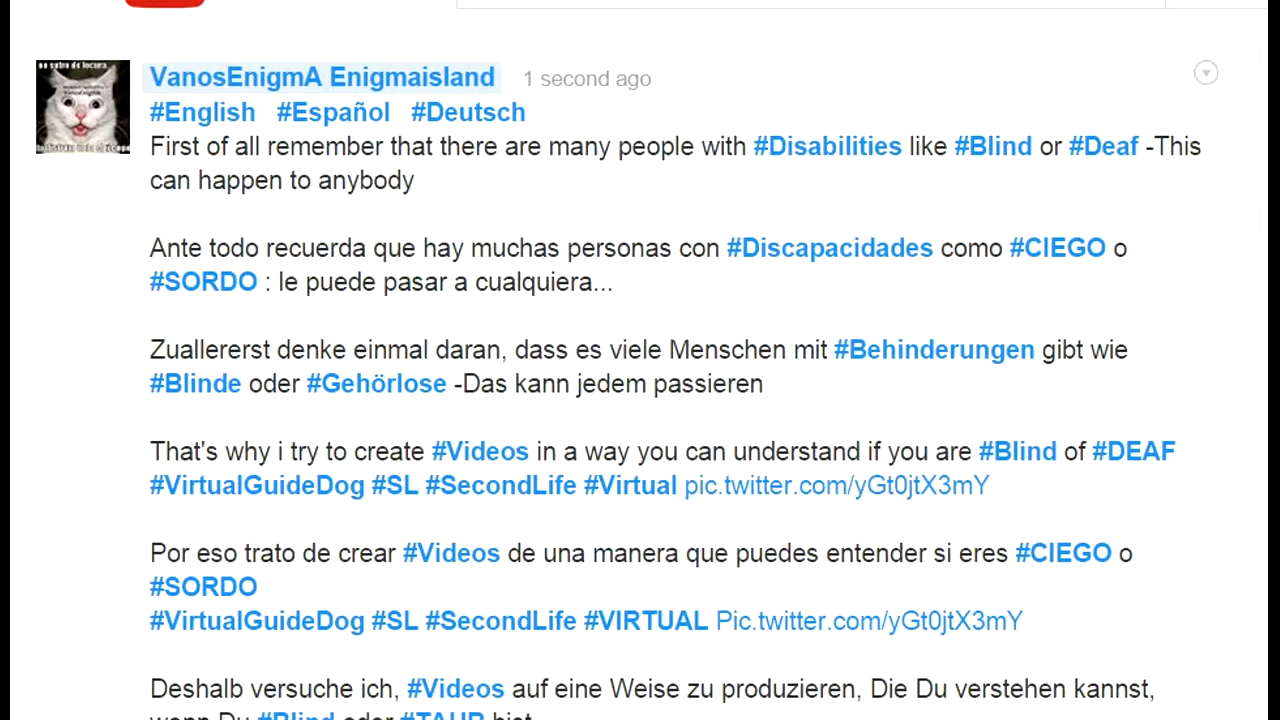 VanosEnigmA Enigmaisland 1 second ago
#English #Español #Deutsch
First of all remember that there are many people with #Disabilities like #Blind or #Deaf -This
can happen to anybody
Ante todo recuerda que hay muchas personas con #Discapacidades como #CIEGO o
#SORDO : le puede pasar a cualquiera...
Zuallererst denke einmal daran, dass es viele Menschen mit #Behinderungen gibt wie
#Blinde oder #Gehörlose -Das kann jedem passieren
That's why i try to create #Videos in a way you can understand if you are #Blind of #DEAF
#VirtualGuideDog #SL #SecondLife #Virtual pic.twitter.com/yGt0jtX3mY
Por eso trato de crear #Videos de una manera que puedes entender si eres #CIEGO o
#SORDO
#VirtualGuideDog #SL #SecondLife #VIRTUAL Pic.twitter.com/yGt0jtX3mY
Deshalb versuche ich, #Videos auf eine Weise zu produzieren, Die Du verstehen kannst,
wenn Du #Blind oder #TAUB bist